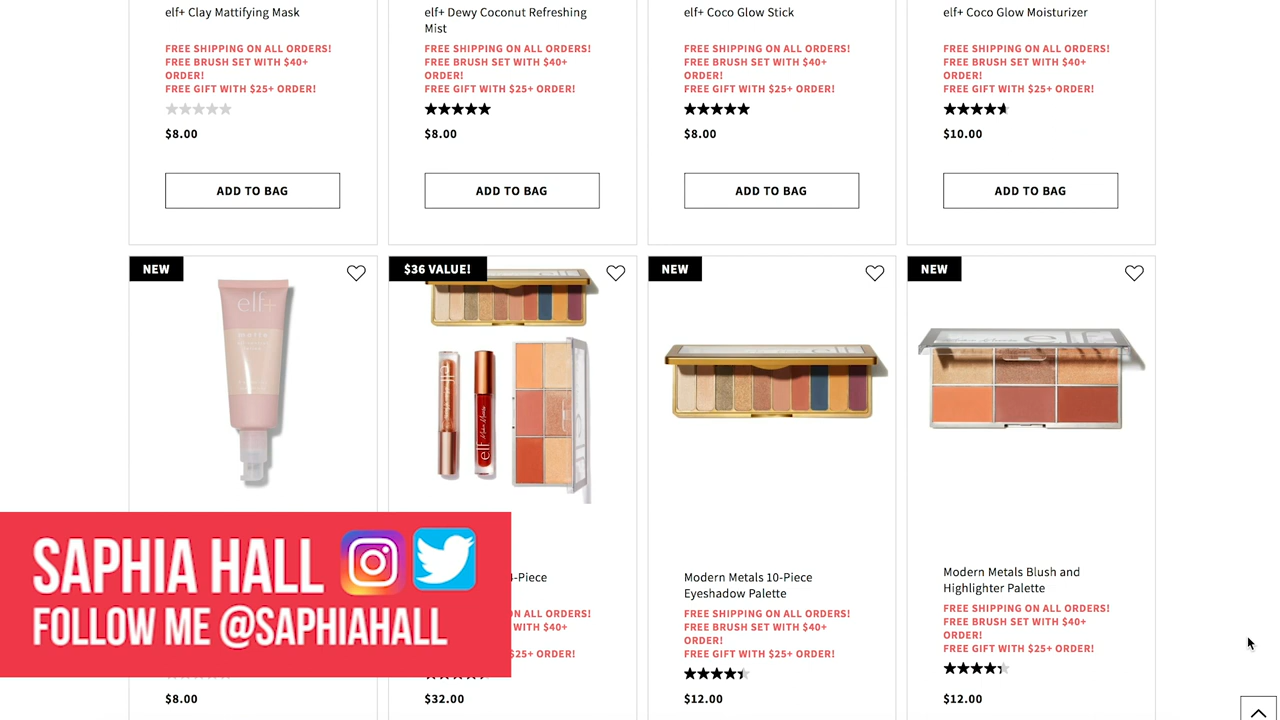 elf+ Clay Mattifying Mask
FREE SHIPPING ON ALL ORDERS!
FREE BRUSH SET WITH $40+
ORDER!
FREE GIFT WITH $25+ ORDER!
$8.00
ADD TO BAG
elf+ Dewy Coconut Refreshing
Mist
FREE SHIPPING ON ALL ORDERS!
FREE BRUSH SET WITH $40+
ORDER!
FREE GIFT WITH $25+ ORDER!
$8.00
ADD TO BAG
elf+ Coco Glow Stick
FREE SHIPPING ON ALL ORDERS!
FREE BRUSH SET WITH $40+
ORDER!
FREE GIFT WITH $25+ ORDER!
$8.00
ADD TO BAG
elf+ Coco Glow Moisturizer
FREE SHIPPING ON ALL ORDERS!
FREE BRUSH SET WITH $40+
ORDER!
FREE GIFT WITH $25+ ORDER!
$10.00
ADD TO BAG
NEW
elf+
matte
$8.00
$36 VALUE!
elf
4-Piece
ON ALL ORDERS!
WITH $40+
$25+ ORDER!
$32.00
NEW
Modern Metals 10-Piece
Eyeshadow Palette
FREE SHIPPING ON ALL ORDERS!
FREE BRUSH SET WITH $40+
ORDER!
FREE GIFT WITH $25+ ORDER!
$12.00
NEW
Modern Metals Blush and
Highlighter Palette
FREE SHIPPING ON ALL ORDERS!
FREE BRUSH SET WITH $40+
ORDER!
FREE GIFT WITH $25+ ORDER!
$12.00
SAPHIA HALL
FOLLOW ME @SAPHIAHALL